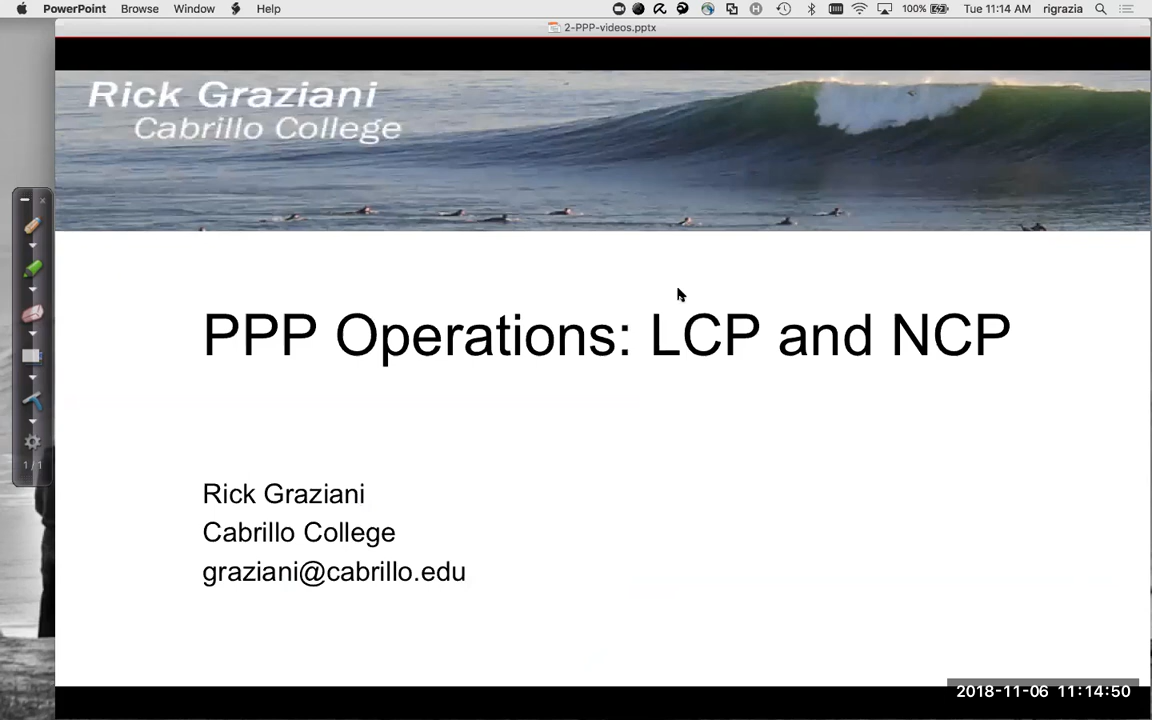 PowerPoint Browse Window Help 100% Tue 11:14 AM rigrazia
2-PPP-videos.pptx
Rick Graziani
Cabrillo College
PPP Operations: LCP and NCP
1/1
Rick Graziani
Cabrillo College
graziani@cabrillo.edu
2018-11-06 11:14:50